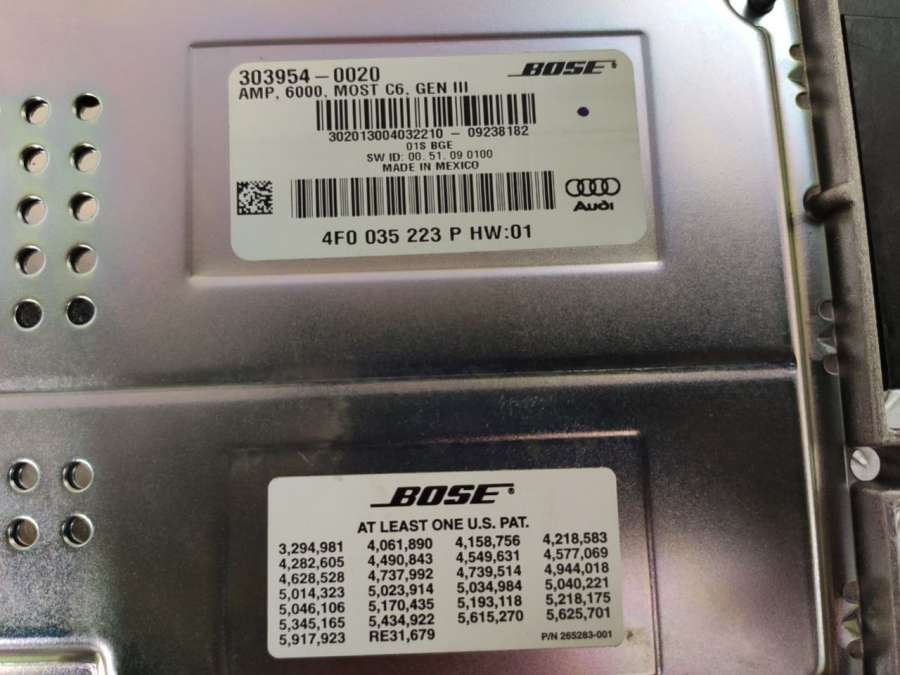 303954-0020
BOSE
AMP, 6000, MOST C6, GEN III
302013004032210 - 09238182
01S BGE
SW ID: 00. 51. 09 0100
MADE IN MEXICO
Audi
4F0 035 223 P HW:01
BOSE®
AT LEAST ONE U.S. PAT.
3,294,981 4,061,890 4,158,756 4,218,583
4,282,605 4,490,843 4,549,631 4,577,069
4,628,528 4,737,992 4,739,514 4,944,018
5,014,323 5,023,914 5,034,984 5,040,221
5,046,106 5,170,435 5,193,118 5,218,175
5,345,165 5,434,922 5,615,270 5,625,701
5,917,923 RE31,679 P/N 265283-001